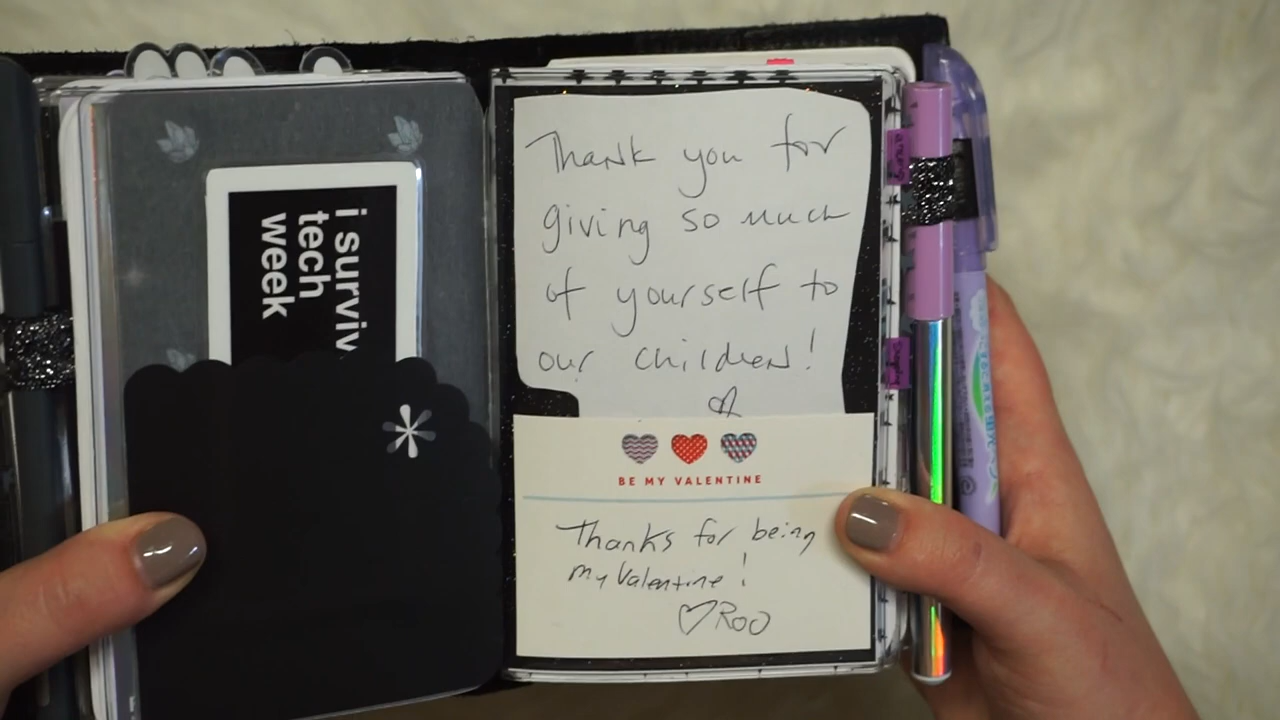 i surviv
tech
week
Thank you for
giving so much
of yourself to
our children!
BE MY VALENTINE
Thanks for being
my Valentine!
♡ Roo